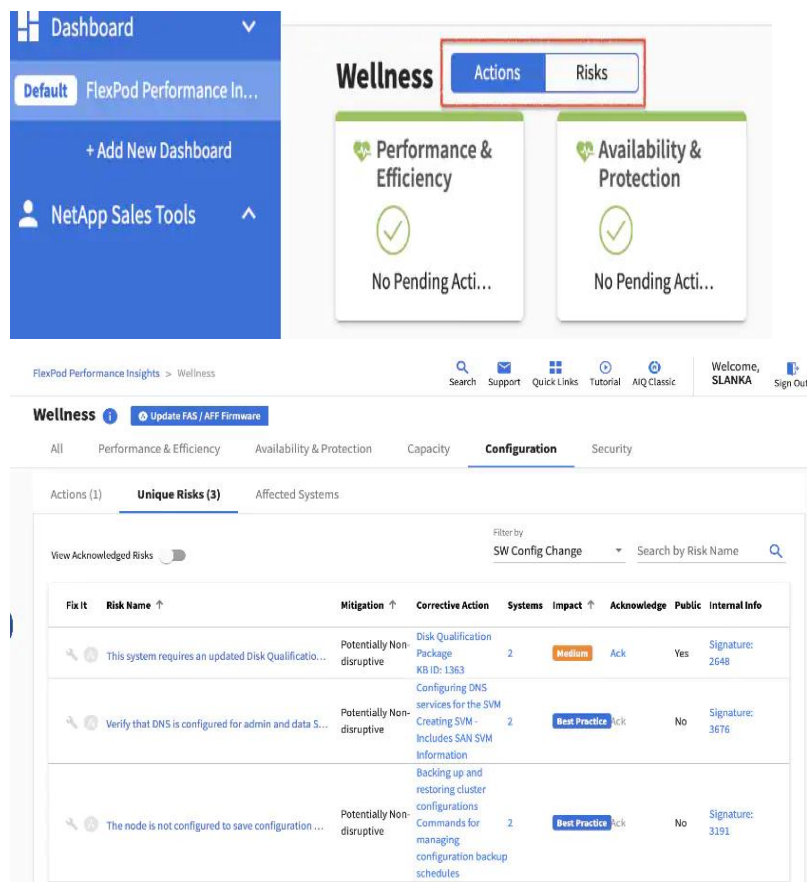 Dashboard
Default FlexPod Performance In...
+ Add New Dashboard
NetApp Sales Tools
Wellness Actions Risks
Performance &
Efficiency
No Pending Acti...
Availability &
Protection
No Pending Acti...
FlexPod Performance Insights > Wellness
Search Support Quick Links Tutorial AIQ Classic
Welcome,
SLANKA
Sign Out
Wellness Update FAS / AFF Firmware
All Performance & Efficiency Availability & Protection Capacity Configuration Security
Actions (1) Unique Risks (3) Affected Systems
View Acknowledged Risks
Filter by
SW Config Change
Search by Risk Name
Fix It Risk Name Mitigation Corrective Action Systems Impact Acknowledge Public Internal Info
This system requires an updated Disk Qualificatio...
Potentially Non-
disruptive
Disk Qualification
Package
KB ID: 1363
2 Medium Ack Yes
Signature:
2648
Verify that DNS is configured for admin and data S...
Potentially Non-
disruptive
Configuring DNS
services for the SVM
Creating SVM -
Includes SAN SVM
Information
2 Best Practice Ack No
Signature:
3676
The node is not configured to save configuration ...
Potentially Non-
disruptive
Backing up and
restoring cluster
configurations
Commands for
managing
configuration backup
schedules
2 Best Practice Ack No
Signature:
3191